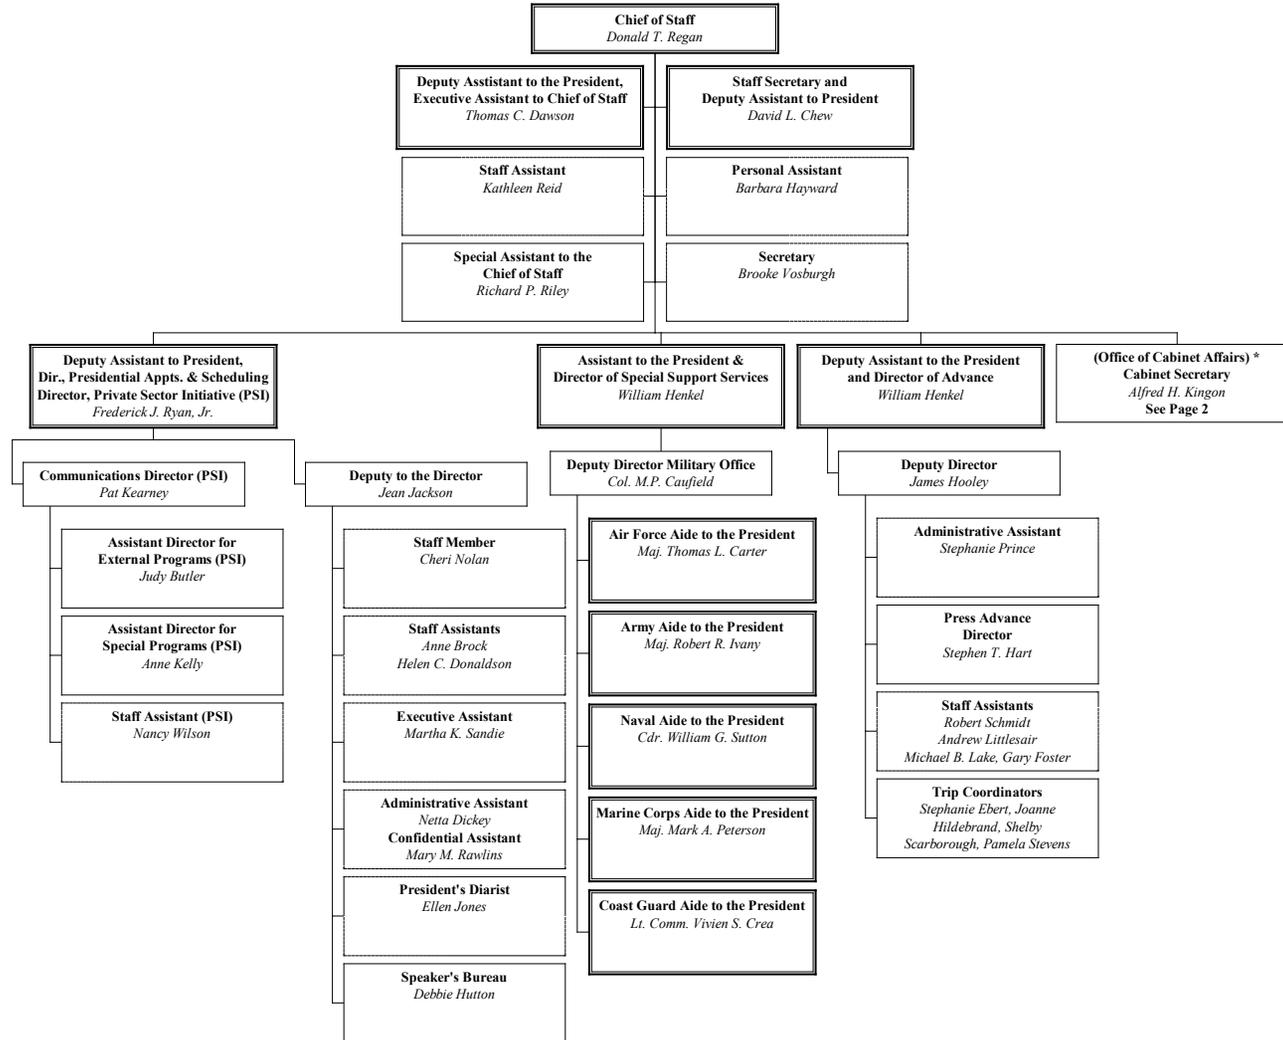 Chief of Staff
Donald T. Regan
Deputy Asstistant to the President,
Executive Assistant to Chief of Staff
Thomas C. Dawson
Staff Secretary and
Deputy Assistant to President
David L. Chew
Staff Assistant
Kathleen Reid
Personal Assistant
Barbara Hayward
Special Assistant to the
Chief of Staff
Richard P. Riley
Secretary
Brooke Vosburgh
Deputy Assistant to President,
Dir., Presidential Appts. & Scheduling
Director, Private Sector Initiative (PSI)
Frederick J. Ryan, Jr.
Assistant to the President &
Director of Special Support Services
William Henkel
Deputy Assistant to the President
and Director of Advance
William Henkel
(Office of Cabinet Affairs) *
Cabinet Secretary
Alfred H. Kingon
See Page 2
Communications Director (PSI)
Pat Kearney
Assistant Director for
External Programs (PSI)
Judy Butler
Assistant Director for
Special Programs (PSI)
Anne Kelly
Staff Assistant (PSI)
Nancy Wilson
Deputy to the Director
Jean Jackson
Staff Member
Cheri Nolan
Staff Assistants
Anne Brock
Helen C. Donaldson
Executive Assistant
Martha K. Sandie
Administrative Assistant
Netta Dickey
Confidential Assistant
Mary M. Rawlins
President's Diarist
Ellen Jones
Speaker's Bureau
Debbie Hutton
Deputy Director Military Office
Col. M.P. Caufield
Air Force Aide to the President
Maj. Thomas L. Carter
Army Aide to the President
Maj. Robert R. Ivany
Naval Aide to the President
Cdr. William G. Sutton
Marine Corps Aide to the President
Maj. Mark A. Peterson
Coast Guard Aide to the President
Lt. Comm. Vivien S. Crea
Deputy Director
James Hooley
Administrative Assistant
Stephanie Prince
Press Advance
Director
Stephen T. Hart
Staff Assistants
Robert Schmidt
Andrew Littlesair
Michael B. Lake, Gary Foster
Trip Coordinators
Stephanie Ebert, Joanne
Hildebrand, Shelby
Scarborough, Pamela Stevens